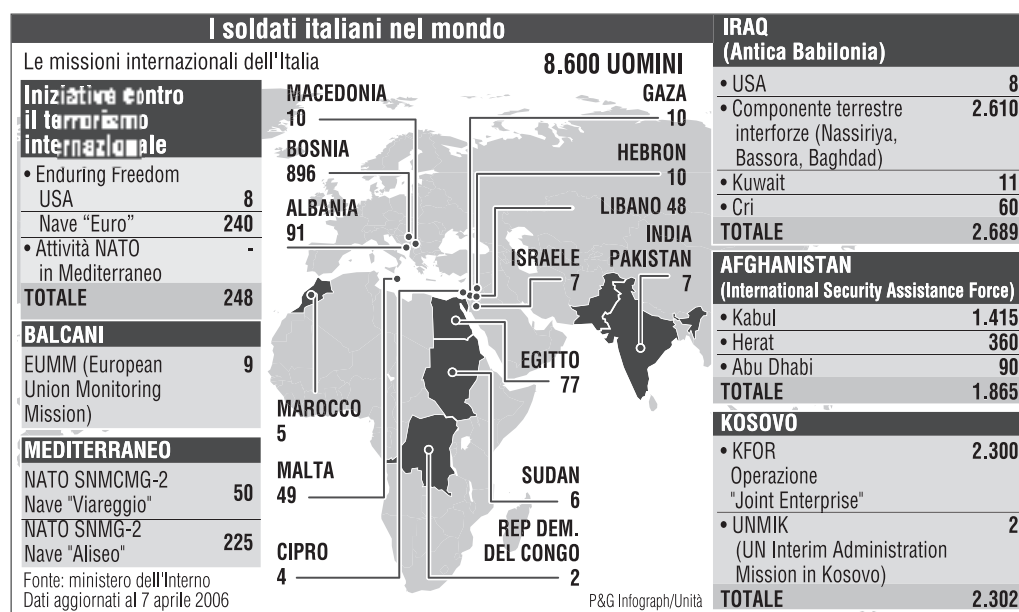 I soldati italiani nel mondo
Le missioni internazionali dell'Italia
8.600 UOMINI
Iniziative contro
il terrorismo
internazionale
• Enduring Freedom
USA 8
Nave “Euro” 240
• Attività NATO -
in Mediterraneo
TOTALE 248
BALCANI
EUMM (European 9
Union Monitoring
Mission)
MEDITERRANEO
NATO SNMCMG-2
Nave "Viareggio" 50
NATO SNMG-2
Nave "Aliseo" 225
Fonte: ministero dell'Interno
Dati aggiornati al 7 aprile 2006
MACEDONIA
10
BOSNIA
896
ALBANIA
91
MAROCCO
5
MALTA
49
CIPRO
4
GAZA
10
HEBRON
10
LIBANO 48
INDIA
PAKISTAN
7
ISRAELE
7
EGITTO
77
SUDAN
6
REP DEM.
DEL CONGO
2
P&G Infograph/Unità
IRAQ
(Antica Babilonia)
• USA 8
• Componente terrestre 2.610
interforze (Nassiriya,
Bassora, Baghdad)
• Kuwait 11
• Cri 60
TOTALE 2.689
AFGHANISTAN
(International Security Assistance Force)
• Kabul 1.415
• Herat 360
• Abu Dhabi 90
TOTALE 1.865
KOSOVO
• KFOR 2.300
Operazione
"Joint Enterprise"
• UNMIK 2
(UN Interim Administration
Mission in Kosovo)
TOTALE 2.302